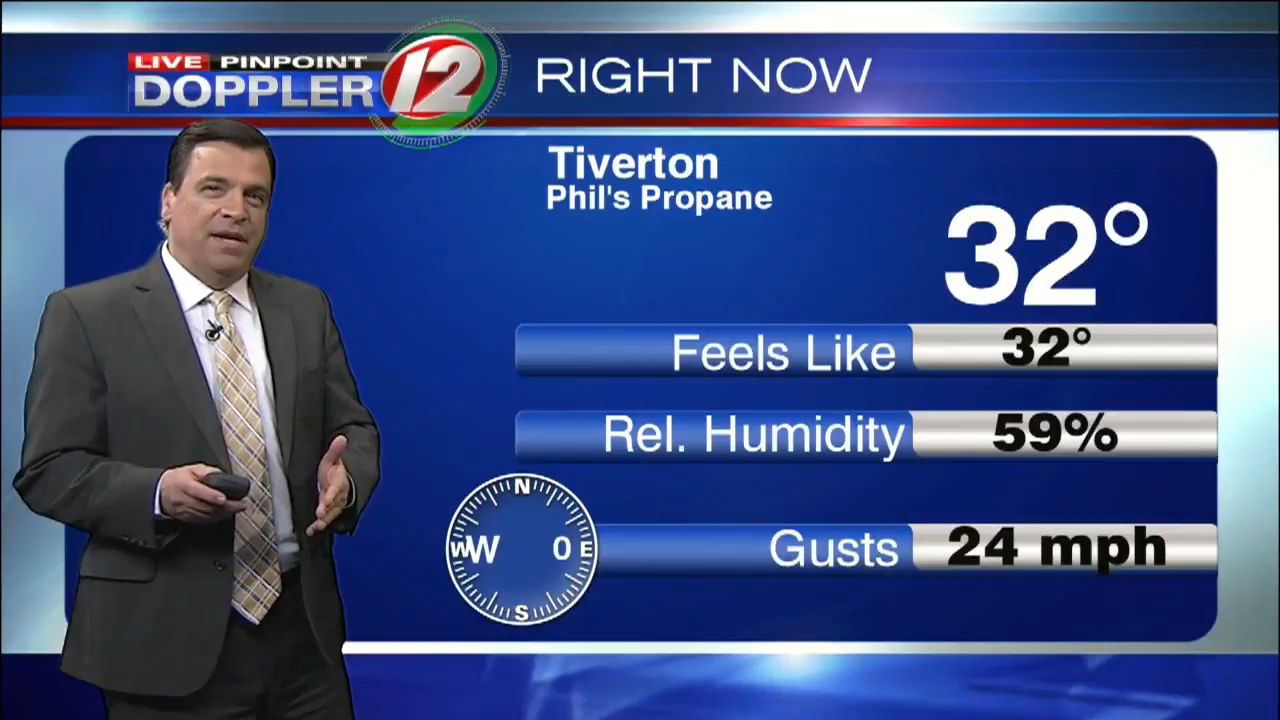 LIVE PINPOINT
DOPPLER 12
RIGHT NOW
Tiverton
Phil's Propane
32°
Feels Like 32°
Rel. Humidity 59%
N
W W 0 E
S
Gusts 24 mph